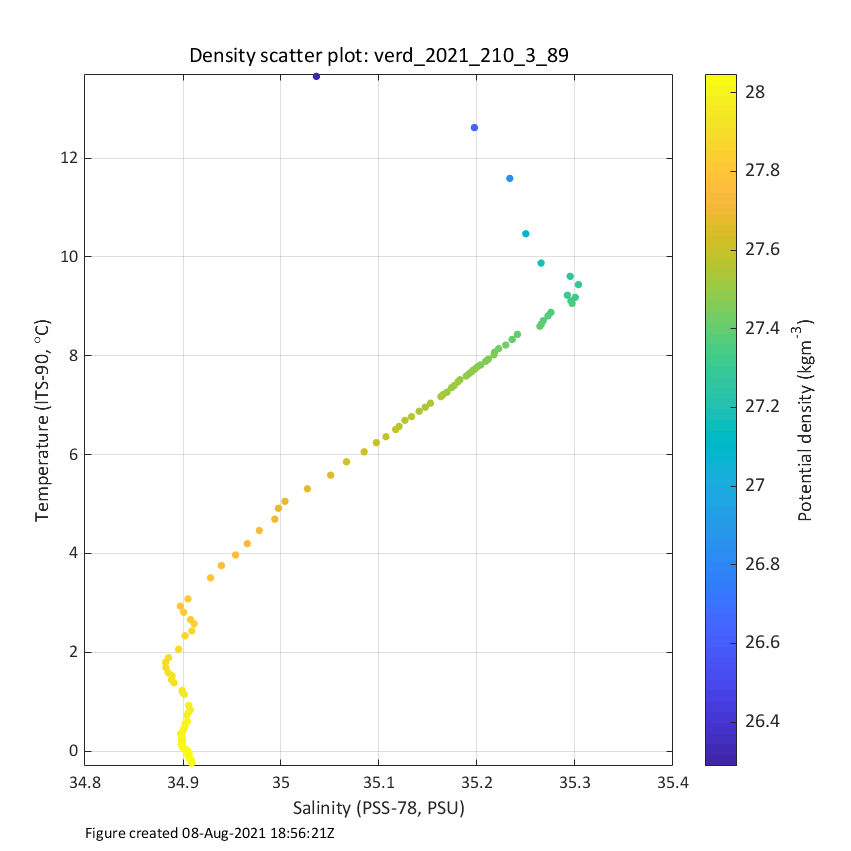 Density scatter plot: verd_2021_210_3_89
12
10
8
6
4
2
0
Temperature (ITS-90, °C)
34.8 34.9 35 35.1 35.2 35.3 35.4
Salinity (PSS-78, PSU)
28
27.8
27.6
27.4
27.2
27
26.8
26.6
26.4
Potential density (kgm-3)
Figure created 08-Aug-2021 18:56:21Z